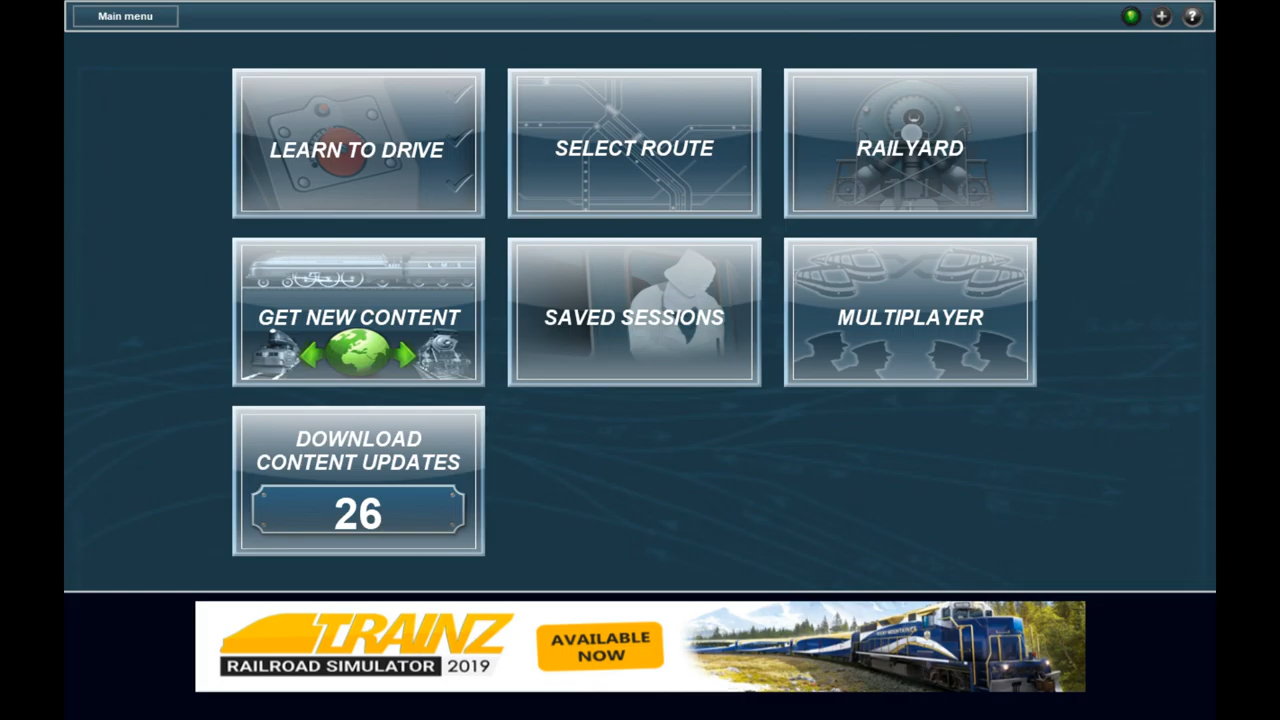 Main menu
?
LEARN TO DRIVE
SELECT ROUTE
RAILYARD
GET NEW CONTENT
SAVED SESSIONS
MULTIPLAYER
DOWNLOAD
CONTENT UPDATES
26
TRAINZ
RAILROAD SIMULATOR 2019
AVAILABLE
NOW